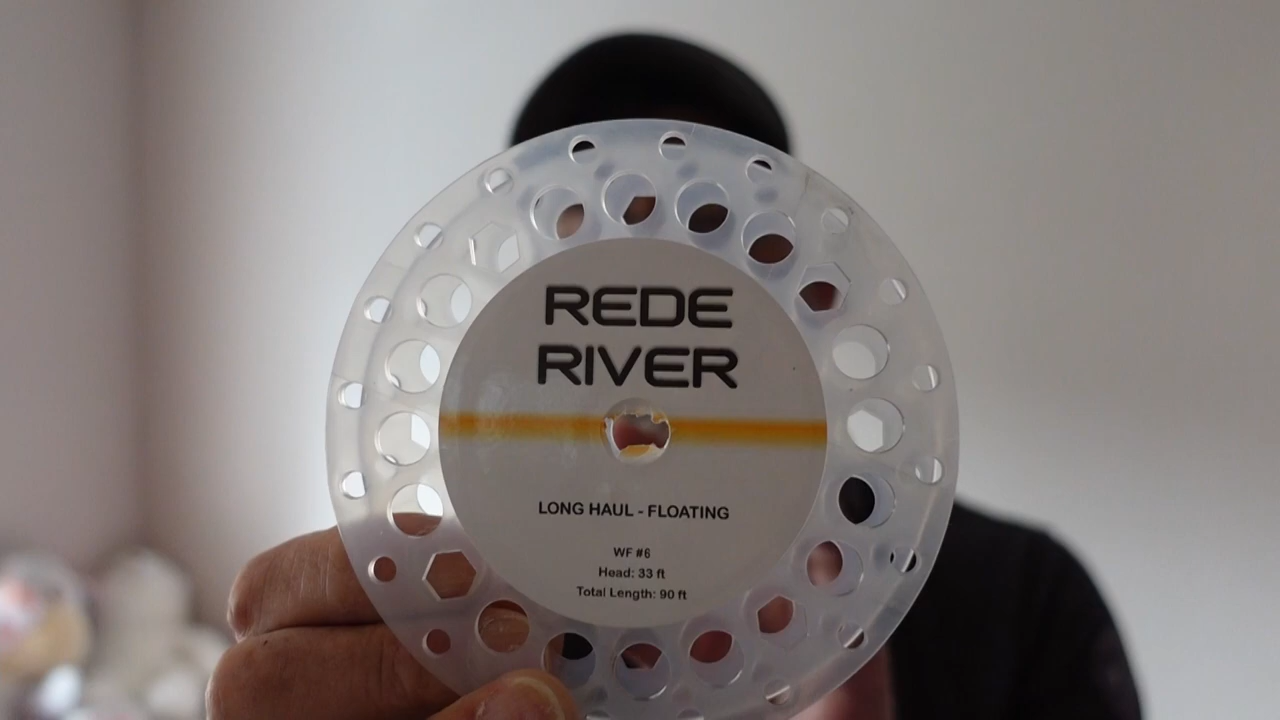 REDE
RIVER
LONG HAUL - FLOATING
WF #6
Head: 33 ft
Total Length: 90 ft